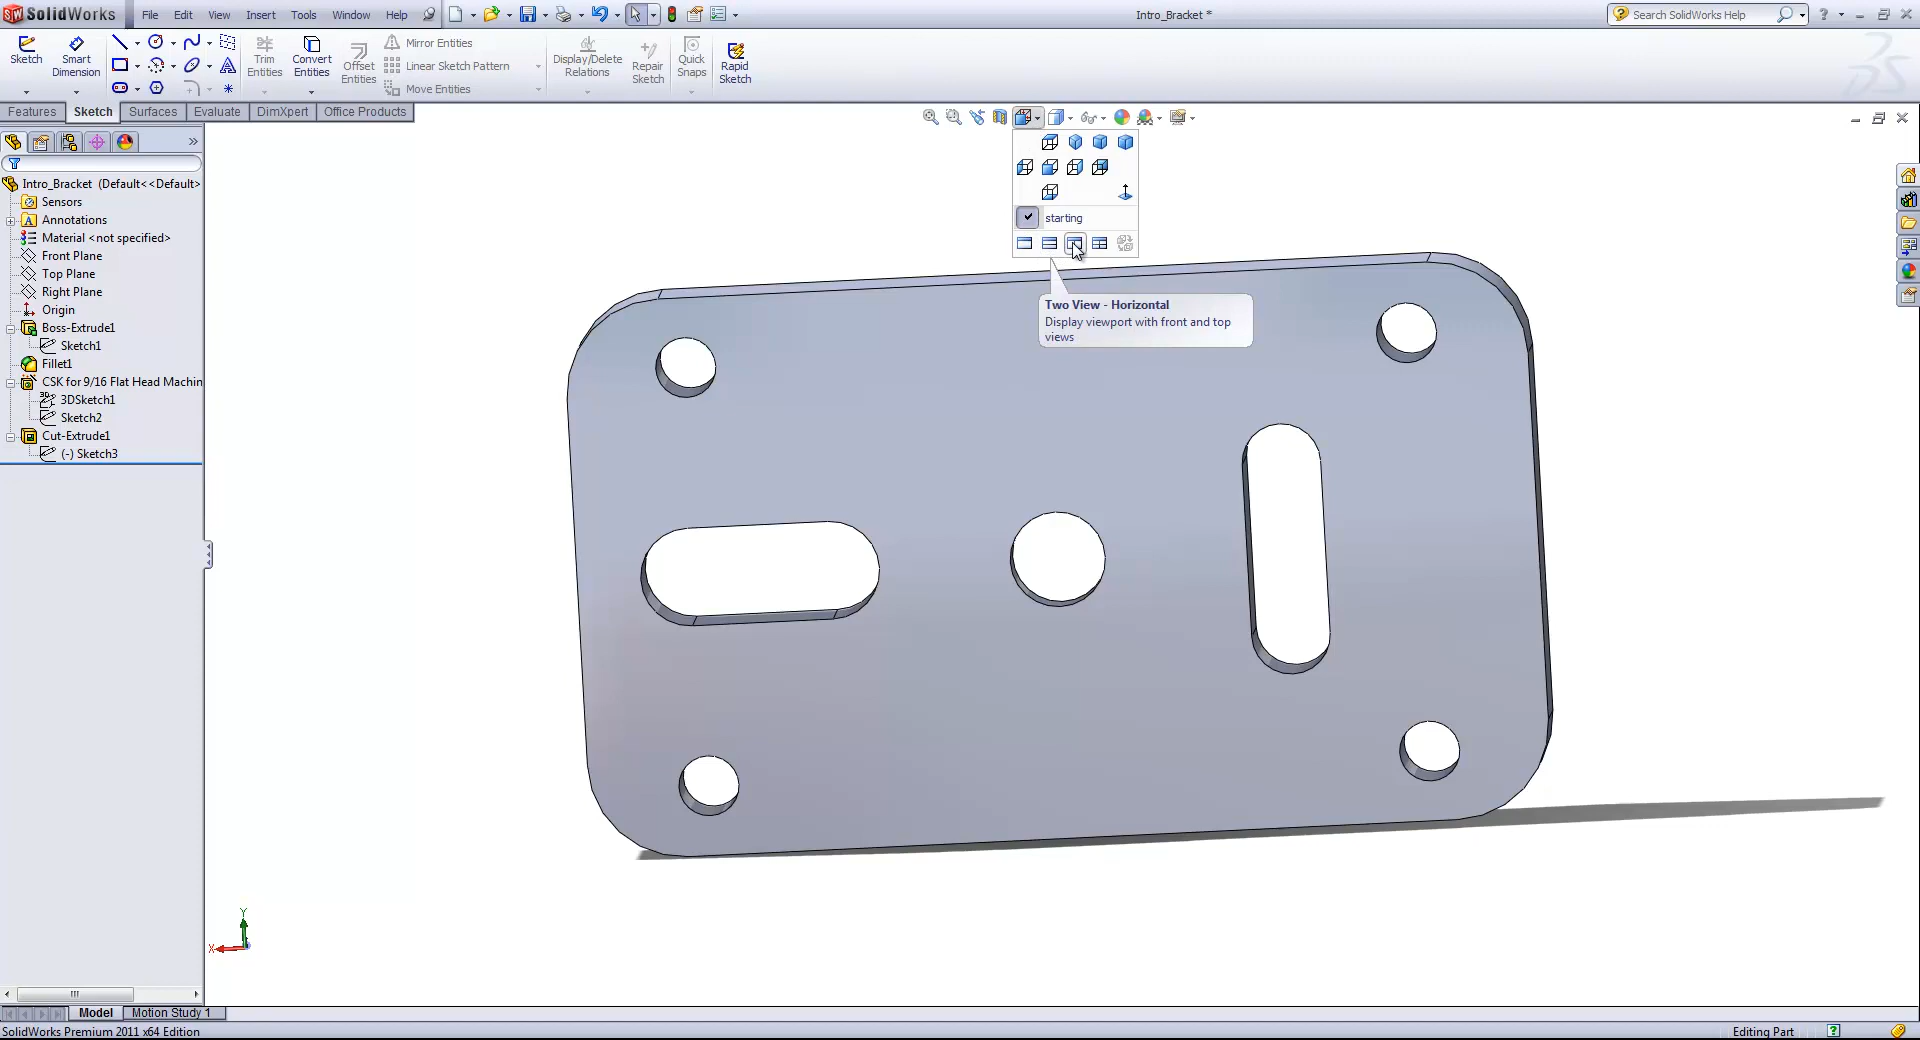 SolidWorks
File Edit View Insert Tools Window Help
Intro_Bracket *
Search SolidWorks Help
Sketch
Smart Dimension
Trim Entities
Convert Entities
Offset Entities
Mirror Entities
Linear Sketch Pattern
Move Entities
Display/Delete Relations
Repair Sketch
Quick Snaps
Rapid Sketch
Features Sketch Surfaces Evaluate DimXpert Office Products
Intro_Bracket (Default<<Default>
Sensors
Annotations
Material <not specified>
Front Plane
Top Plane
Right Plane
Origin
Boss-Extrude1
Sketch1
Fillet1
CSK for 9/16 Flat Head Machin
3DSketch1
Sketch2
Cut-Extrude1
(-) Sketch3
starting
Two View - Horizontal
Display viewport with front and top
views
Y
X
Model Motion Study 1
SolidWorks Premium 2011 x64 Edition
Editing Part